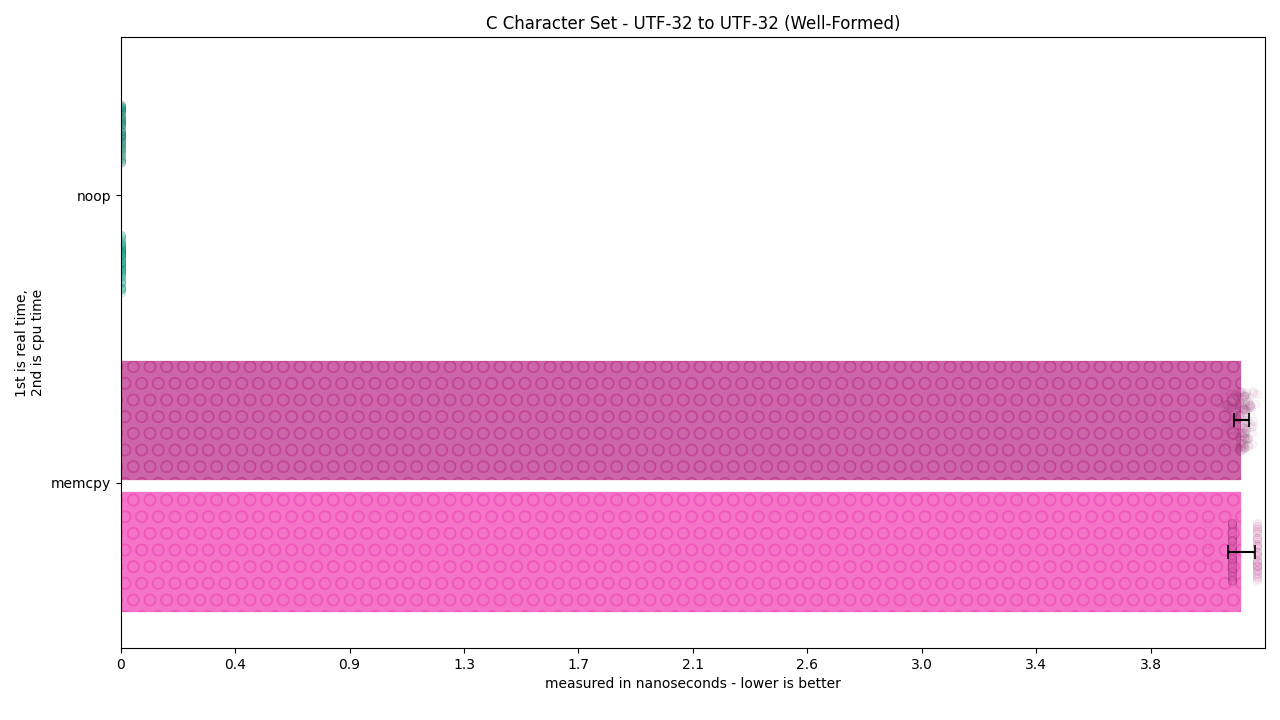 C Character Set - UTF-32 to UTF-32 (Well-Formed)
noop
memcpy
1st is real time,
2nd is cpu time
0 0.4 0.9 1.3 1.7 2.1 2.6 3.0 3.4 3.8
measured in nanoseconds - lower is better